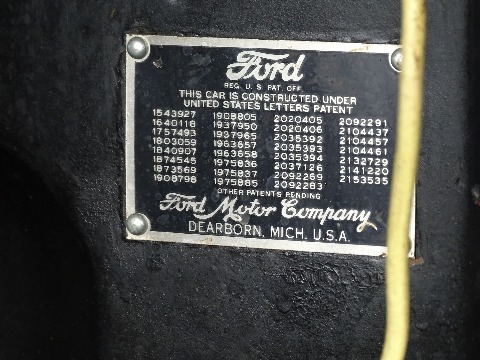 Ford
REG. U.S. PAT. OFF.
THIS CAR IS CONSTRUCTED UNDER
UNITED STATES LETTERS PATENT
1543927 1908805 2020405 2092291
1640118 1937950 2020406 2104437
1757493 1937965 2035392 2104457
1803059 1963657 2035393 2104461
1840907 1963658 2035394 2132729
1874545 1975836 2037126 2141220
1873569 1975837 2092269 2153535
1908798 1975885 2092283
OTHER PATENTS PENDING
Ford Motor Company
DEARBORN, MICH. U.S.A.